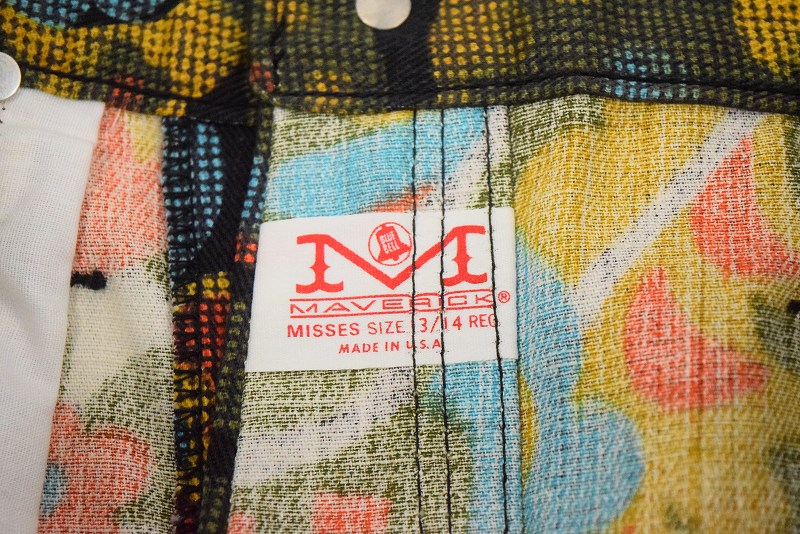 BLUE
BELL
M
MAVERICK®
MISSES SIZE 13/14 REG
MADE IN U.S.A.